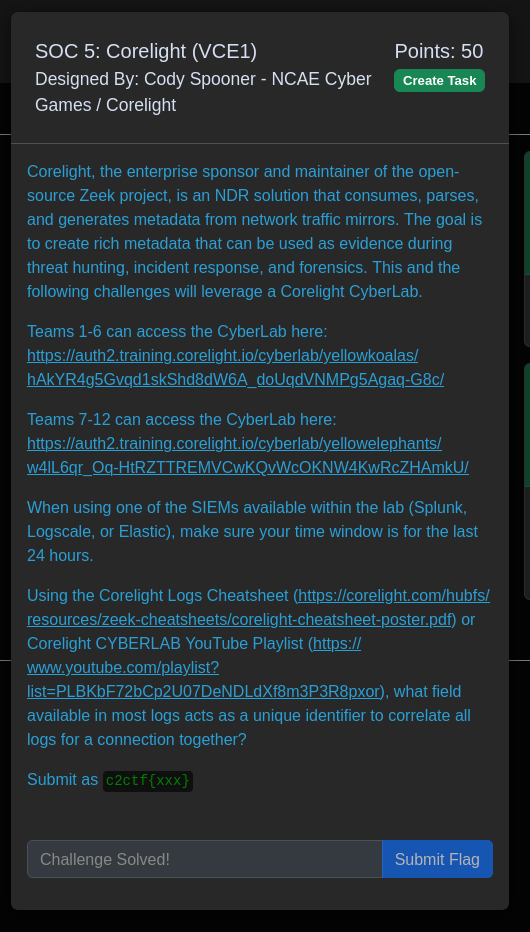 SOC 5: Corelight (VCE1)
Points: 50
Designed By: Cody Spooner - NCAE Cyber
Games / Corelight
Create Task
Corelight, the enterprise sponsor and maintainer of the open-
source Zeek project, is an NDR solution that consumes, parses,
and generates metadata from network traffic mirrors. The goal is
to create rich metadata that can be used as evidence during
threat hunting, incident response, and forensics. This and the
following challenges will leverage a Corelight CyberLab.
Teams 1-6 can access the CyberLab here:
https://auth2.training.corelight.io/cyberlab/yellowkoalas/
hAkYR4g5Gvqd1skShd8dW6A_doUqdVNMPg5Agaq-G8c/
Teams 7-12 can access the CyberLab here:
https://auth2.training.corelight.io/cyberlab/yellowelephants/
w4lL6qr_Oq-HtRZTTREMVCwKQvWcOKNW4KwRcZHAmkU/
When using one of the SIEMs available within the lab (Splunk,
Logscale, or Elastic), make sure your time window is for the last
24 hours.
Using the Corelight Logs Cheatsheet (https://corelight.com/hubfs/
resources/zeek-cheatsheets/corelight-cheatsheet-poster.pdf) or
Corelight CYBERLAB YouTube Playlist (https://
www.youtube.com/playlist?
list=PLBKbF72bCp2U07DeNDLdXf8m3P3R8pxor), what field
available in most logs acts as a unique identifier to correlate all
logs for a connection together?
Submit as c2ctf{xxx}
Challenge Solved!
Submit Flag